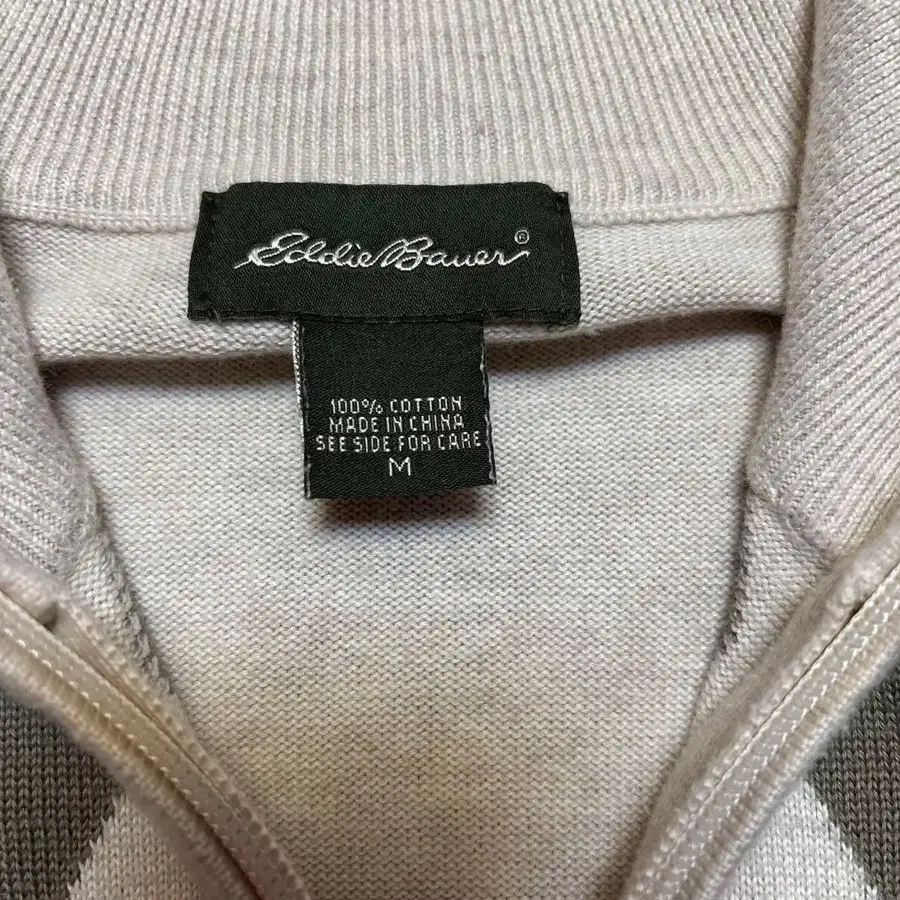 Eddie Bauer®
100% COTTON
MADE IN CHINA
SEE SIDE FOR CARE
M